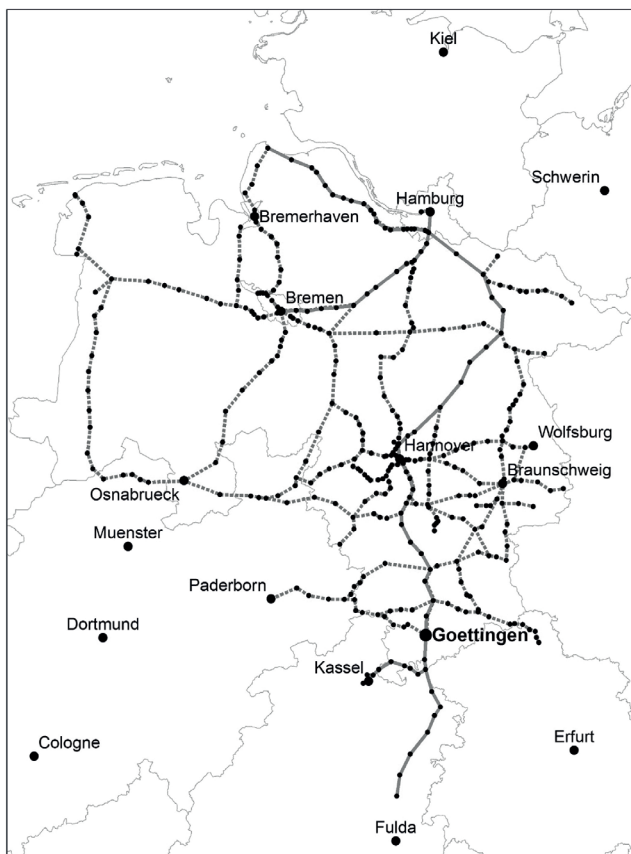 Kiel
Schwerin
Hamburg
Bremerhaven
Bremen
Hannover
Wolfsburg
Braunschweig
Osnabrueck
Muenster
Paderborn
Dortmund
Goettingen
Kassel
Cologne
Erfurt
Fulda